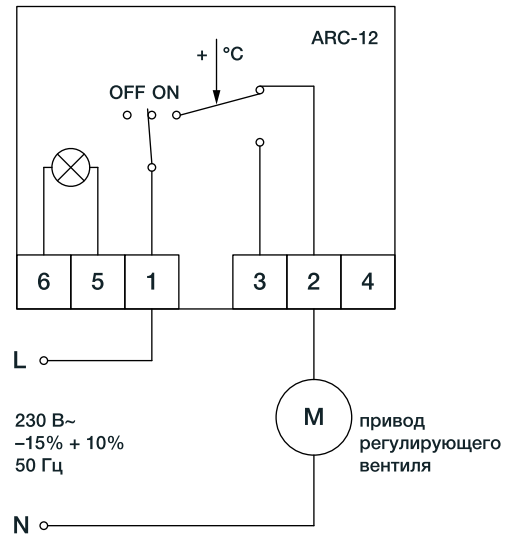 ARC-12
+ °C
OFF ON
6 5 1 3 2 4
L
M
230 В~
–15% + 10%
50 Гц
привод
регулирующего
вентиля
N